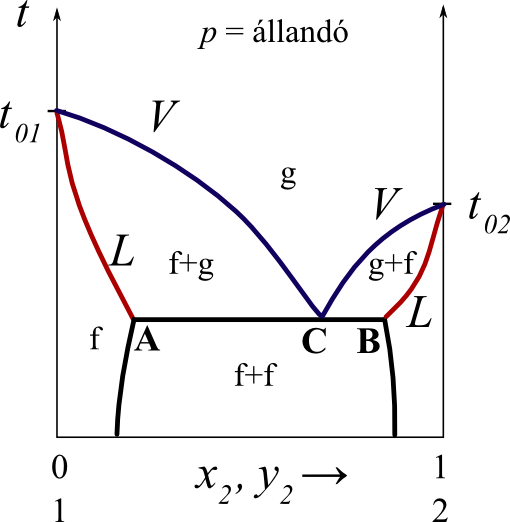 t
p = állandó
t01
V
g
V
t02
L
f+g
g+f
L
f
A
C
B
f+f
0
1
x2, y2 →
1
2